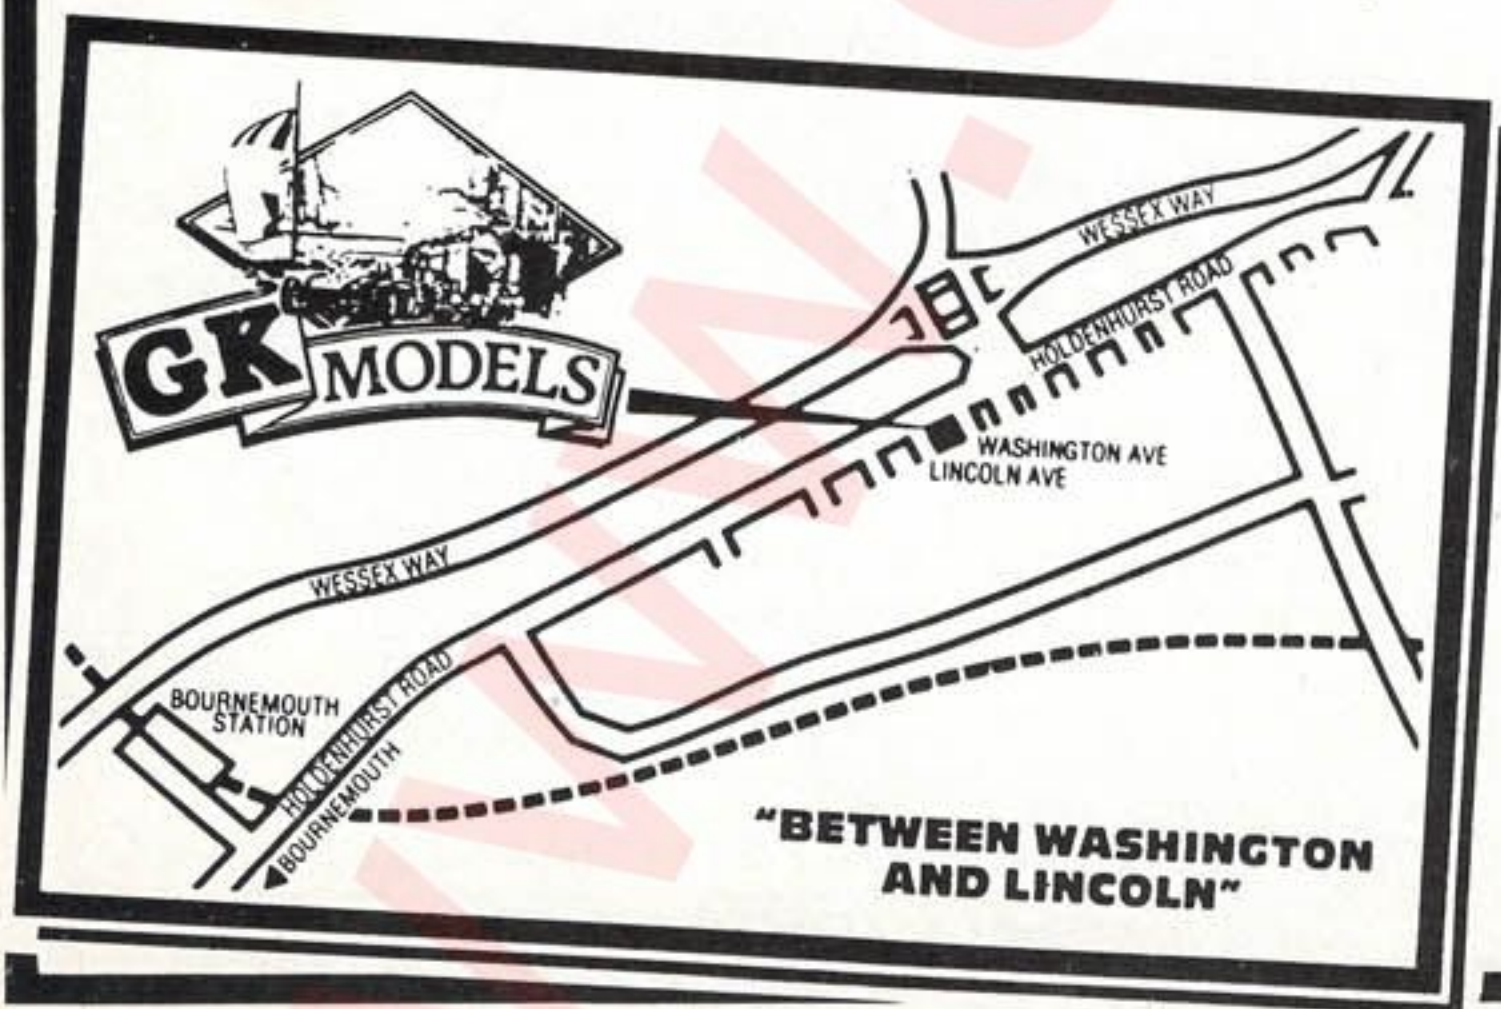 GK
MODELS
WESSEX WAY
HOLDENHURST ROAD
WASHINGTON AVE
LINCOLN AVE
WESSEX WAY
BOURNEMOUTH
STATION
HOLDENHURST ROAD
BOURNEMOUTH
"BETWEEN WASHINGTON
AND LINCOLN"